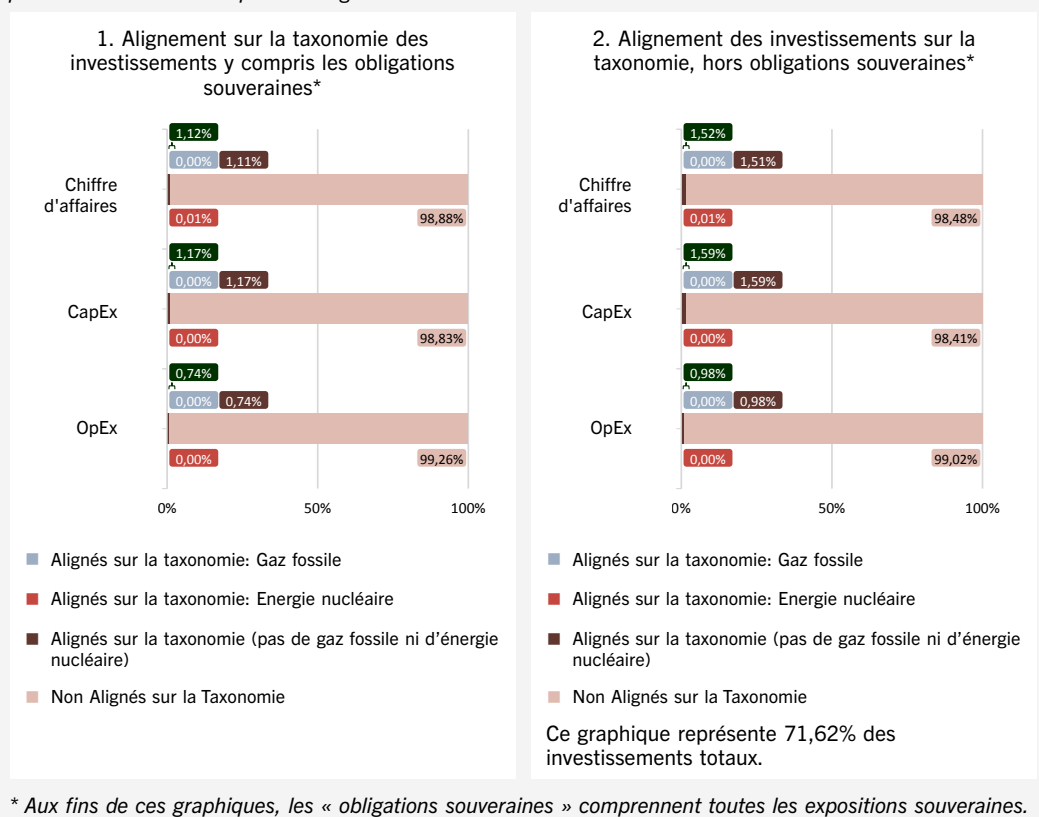 1. Alignement sur la taxonomie des
investissements y compris les obligations
souveraines*
1,12%
0,00%
1,11%
Chiffre
d'affaires
0,01%
98,88%
1,17%
0,00%
1,17%
CapEx
0,00%
98,83%
0,74%
0,00%
0,74%
OpEx
0,00%
99,26%
0%
50%
100%
Alignés sur la taxonomie: Gaz fossile
Alignés sur la taxonomie: Energie nucléaire
Alignés sur la taxonomie (pas de gaz fossile ni d’énergie
nucléaire)
Non Alignés sur la Taxonomie
2. Alignement des investissements sur la
taxonomie, hors obligations souveraines*
1,52%
0,00%
1,51%
Chiffre
d'affaires
0,01%
98,48%
1,59%
0,00%
1,59%
CapEx
0,00%
98,41%
0,98%
0,00%
0,98%
OpEx
0,00%
99,02%
0%
50%
100%
Alignés sur la taxonomie: Gaz fossile
Alignés sur la taxonomie: Energie nucléaire
Alignés sur la taxonomie (pas de gaz fossile ni d’énergie
nucléaire)
Non Alignés sur la Taxonomie
Ce graphique représente 71,62% des
investissements totaux.
* Aux fins de ces graphiques, les « obligations souveraines » comprennent toutes les expositions souveraines.